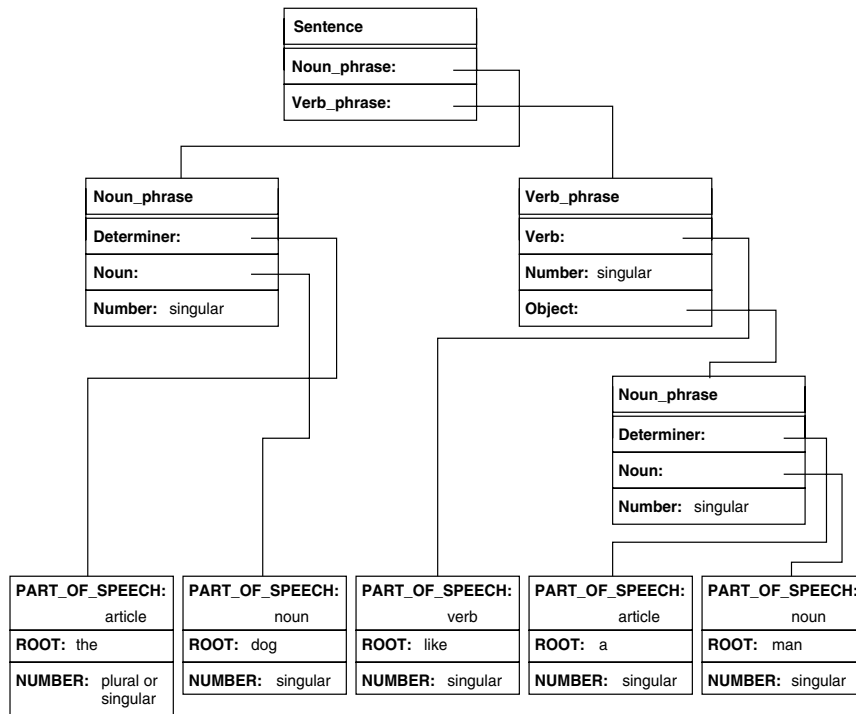 Sentence
Noun_phrase:
Verb_phrase:
Noun_phrase
Determiner:
Noun:
Number: singular
Verb_phrase
Verb:
Number: singular
Object:
Noun_phrase
Determiner:
Noun:
Number: singular
PART_OF_SPEECH:
article
ROOT: the
NUMBER: plural or
singular
PART_OF_SPEECH:
noun
ROOT: dog
NUMBER: singular
PART_OF_SPEECH:
verb
ROOT: like
NUMBER: singular
PART_OF_SPEECH:
article
ROOT: a
NUMBER: singular
PART_OF_SPEECH:
noun
ROOT: man
NUMBER: singular